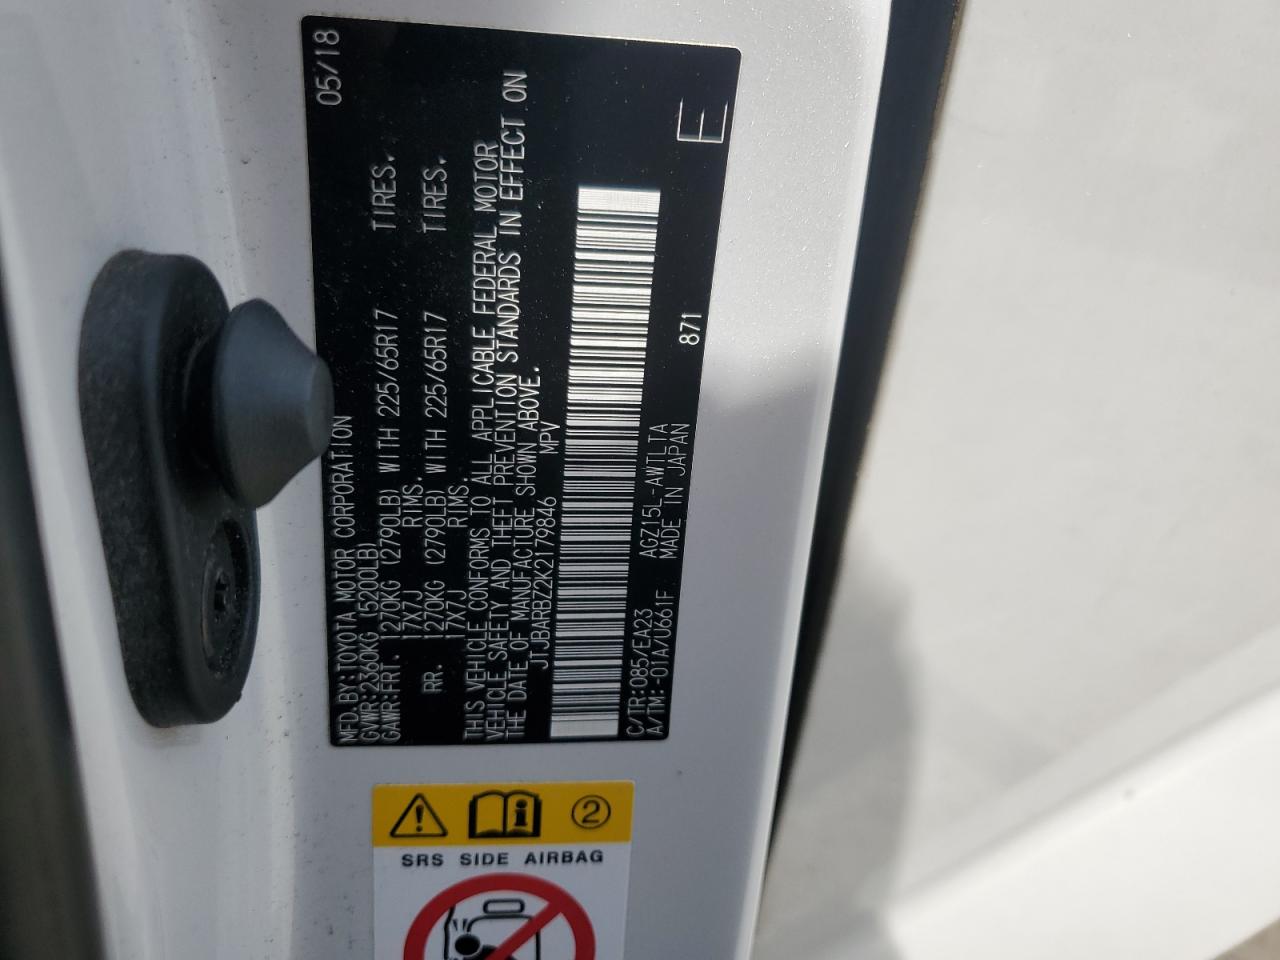 MFD. BY: TOYOTA MOTOR CORPORATION 05/18
GVWR: 2360KG (5200LB)
GAWR: FRT. 1270KG (2790LB) WITH 225/65R17 TIRES.
17X7J RIMS.
RR. 1270KG (2790LB) WITH 225/65R17 TIRES.
17X7J RIMS.
THIS VEHICLE CONFORMS TO ALL APPLICABLE FEDERAL MOTOR
VEHICLE SAFETY AND THEFT PREVENTION STANDARDS IN EFFECT ON
THE DATE OF MANUFACTURE SHOWN ABOVE.
JTJBARBZ2K2179846 MPV
C/TR: 085/EA23 AGZ15L-AWTLTA
A/TM: -01A/U661F MADE IN JAPAN 871
E
2
SRS SIDE AIRBAG